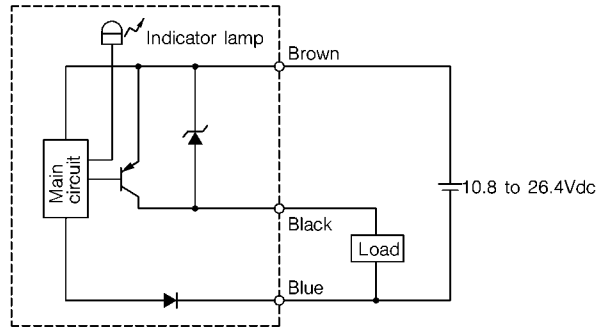 Indicator lamp
Brown
Main
circuit
10.8 to 26.4Vdc
Black
Load
Blue